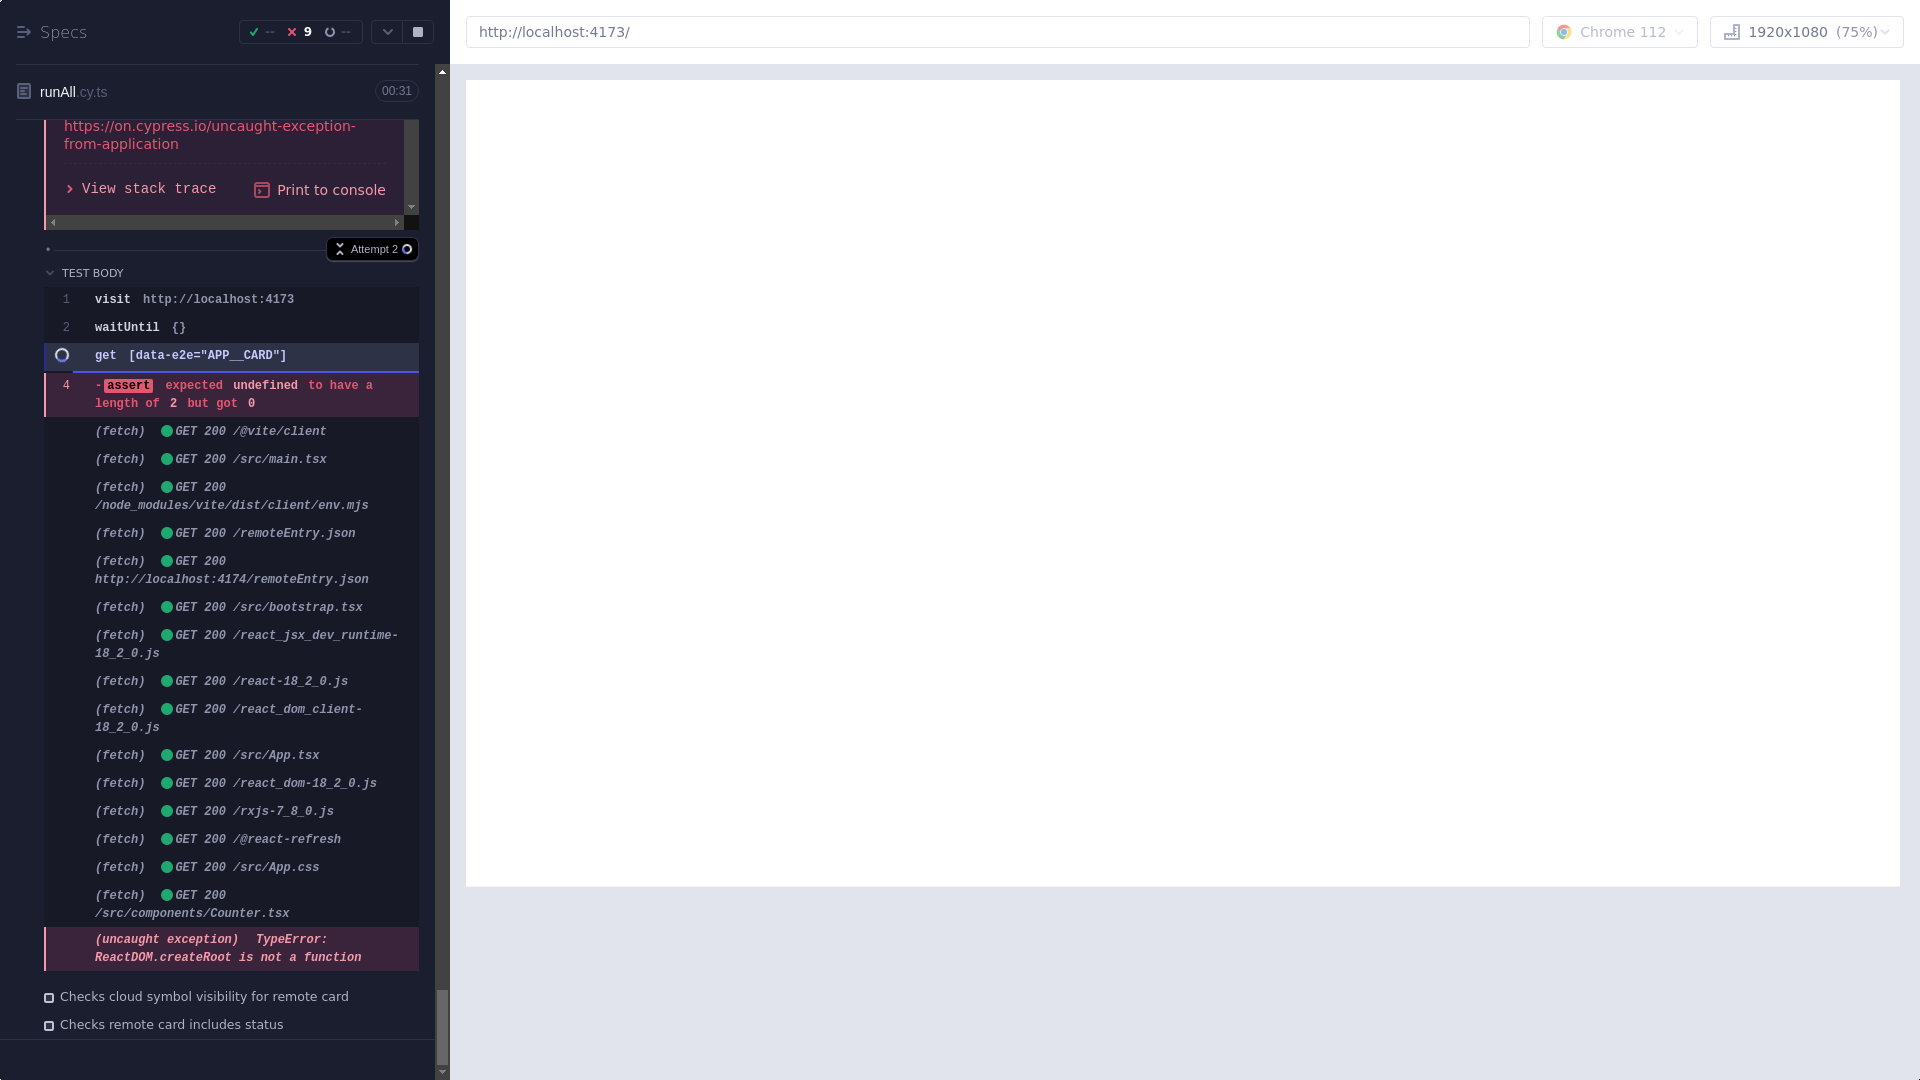 Specs
-- 9 --
http://localhost:4173/
Chrome 112
1920x1080 (75%)
runAll.cy.ts
00:31
https://on.cypress.io/uncaught-exception-
from-application
View stack trace
Print to console
Attempt 2
TEST BODY
1 visit http://localhost:4173
2 waitUntil {}
get [data-e2e="APP__CARD"]
4 -assert expected undefined to have a
length of 2 but got 0
(fetch) GET 200 /@vite/client
(fetch) GET 200 /src/main.tsx
(fetch) GET 200
/node_modules/vite/dist/client/env.mjs
(fetch) GET 200 /remoteEntry.json
(fetch) GET 200
http://localhost:4174/remoteEntry.json
(fetch) GET 200 /src/bootstrap.tsx
(fetch) GET 200 /react_jsx_dev_runtime-
18_2_0.js
(fetch) GET 200 /react-18_2_0.js
(fetch) GET 200 /react_dom_client-
18_2_0.js
(fetch) GET 200 /src/App.tsx
(fetch) GET 200 /react_dom-18_2_0.js
(fetch) GET 200 /rxjs-7_8_0.js
(fetch) GET 200 /@react-refresh
(fetch) GET 200 /src/App.css
(fetch) GET 200
/src/components/Counter.tsx
(uncaught exception) TypeError:
ReactDOM.createRoot is not a function
Checks cloud symbol visibility for remote card
Checks remote card includes status